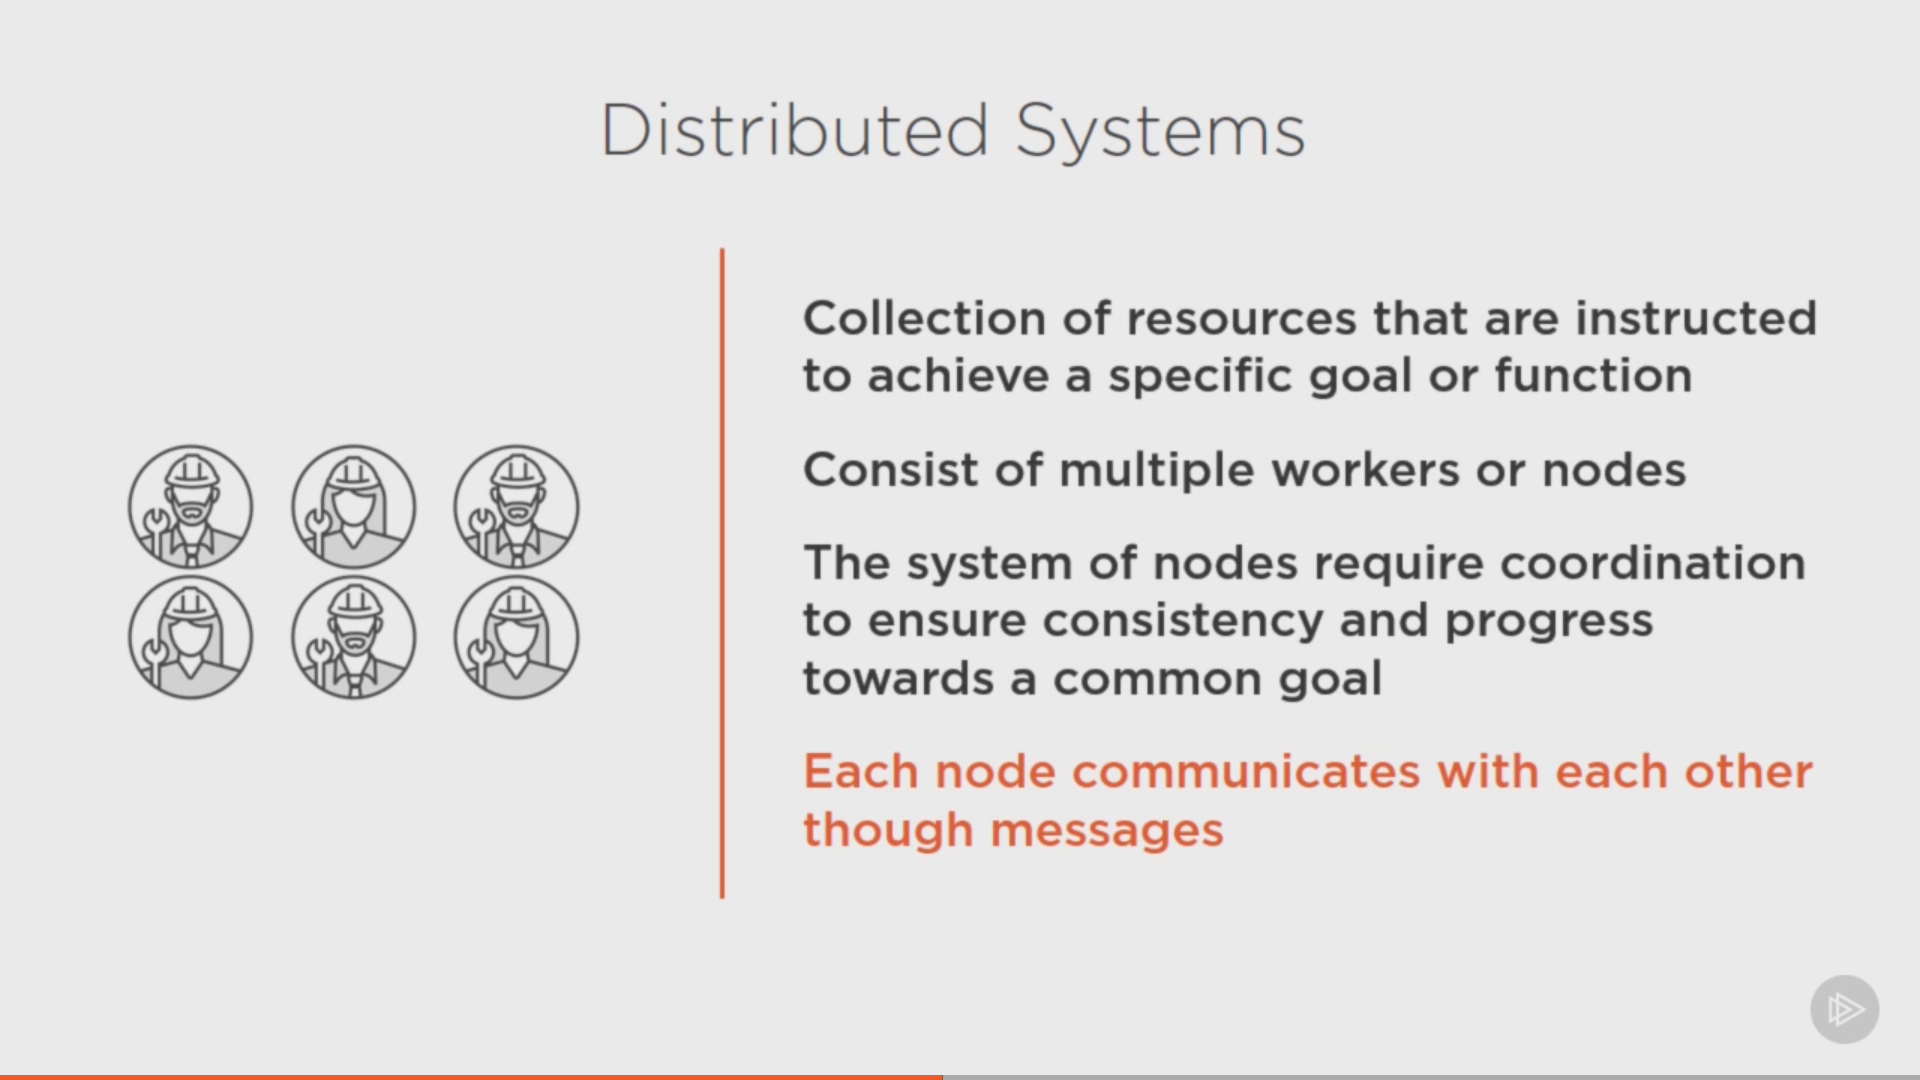 Distributed Systems
Collection of resources that are instructed
to achieve a specific goal or function
Consist of multiple workers or nodes
The system of nodes require coordination
to ensure consistency and progress
towards a common goal
Each node communicates with each other
though messages